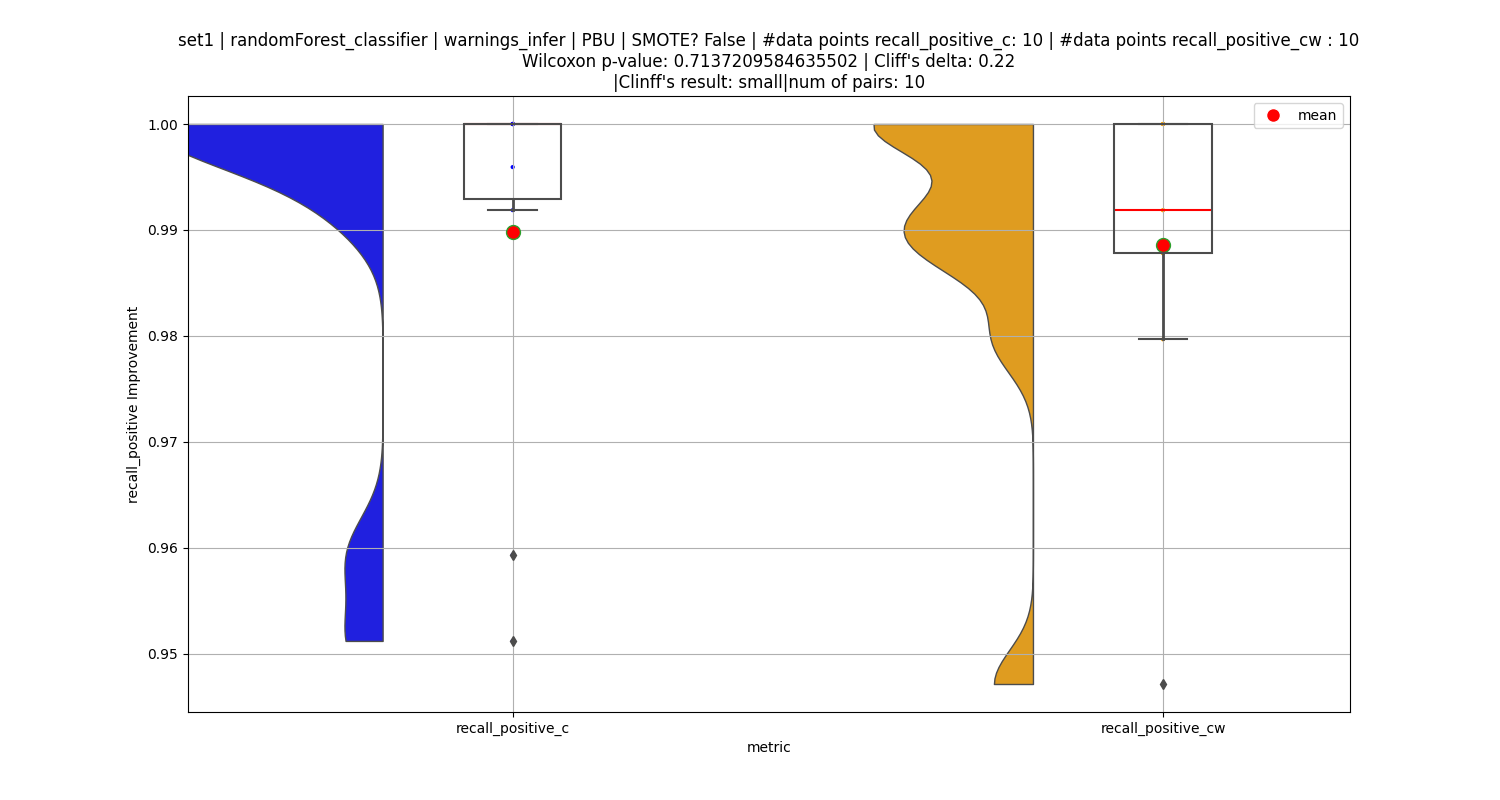 set1 | randomForest_classifier | warnings_infer | PBU | SMOTE? False | #data points recall_positive_c: 10 | #data points recall_positive_cw : 10
Wilcoxon p-value: 0.7137209584635502 | Cliff's delta: 0.22
|Clinff's result: small|num of pairs: 10
mean
1.00
0.99
0.98
0.97
0.96
0.95
recall_positive Improvement
recall_positive_c
recall_positive_cw
metric